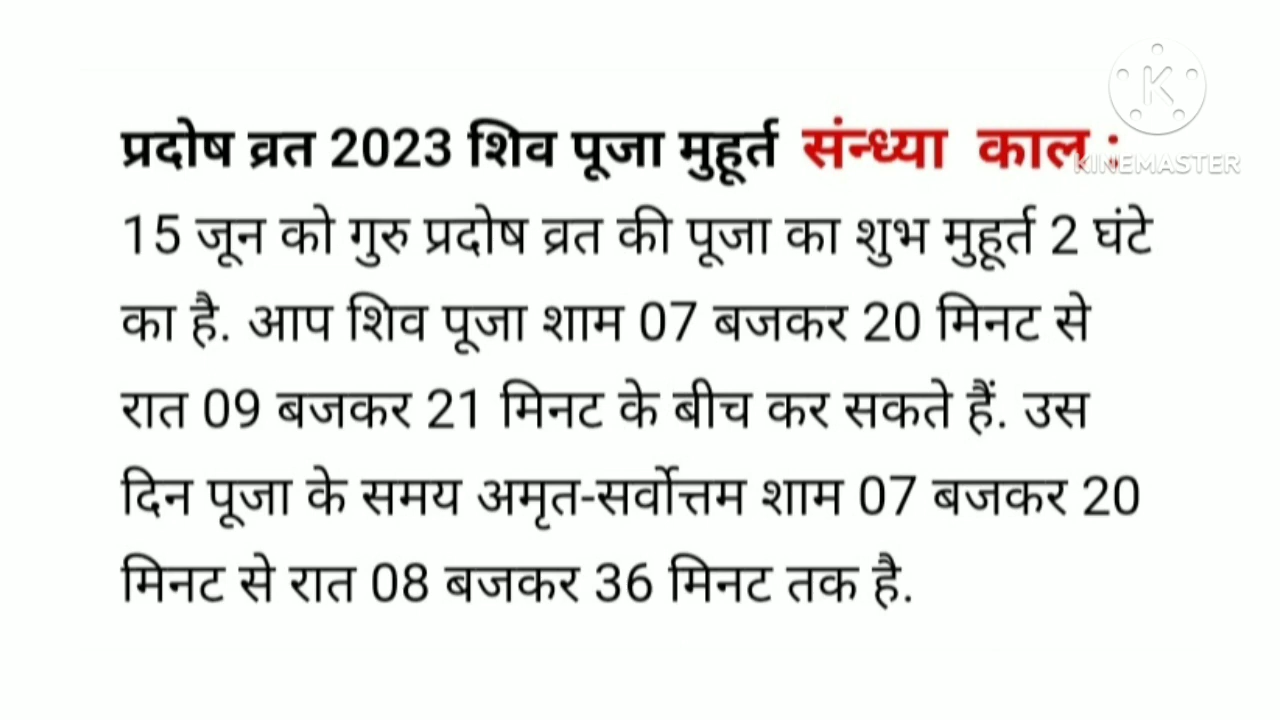 प्रदोष व्रत 2023 शिव पूजा मुहूर्त संन्ध्या काल :
15 जून को गुरु प्रदोष व्रत की पूजा का शुभ मुहूर्त 2 घंटे
का है. आप शिव पूजा शाम 07 बजकर 20 मिनट से
रात 09 बजकर 21 मिनट के बीच कर सकते हैं. उस
दिन पूजा के समय अमृत-सर्वोत्तम शाम 07 बजकर 20
मिनट से रात 08 बजकर 36 मिनट तक है.
K
KINEMASTER